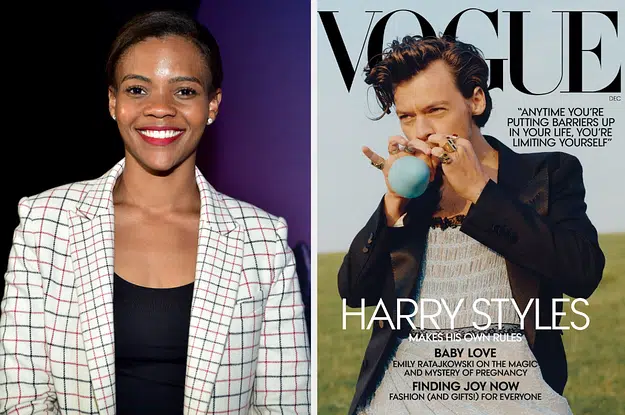 VOGUE
DEC
"ANYTIME YOU'RE
PUTTING BARRIERS UP
IN YOUR LIFE, YOU'RE
LIMITING YOURSELF"
HARRY STYLES
MAKES HIS OWN RULES
BABY LOVE
EMILY RATAJKOWSKI ON THE MAGIC
AND MYSTERY OF PREGNANCY
FINDING JOY NOW
FASHION (AND GIFTS!) FOR EVERYONE